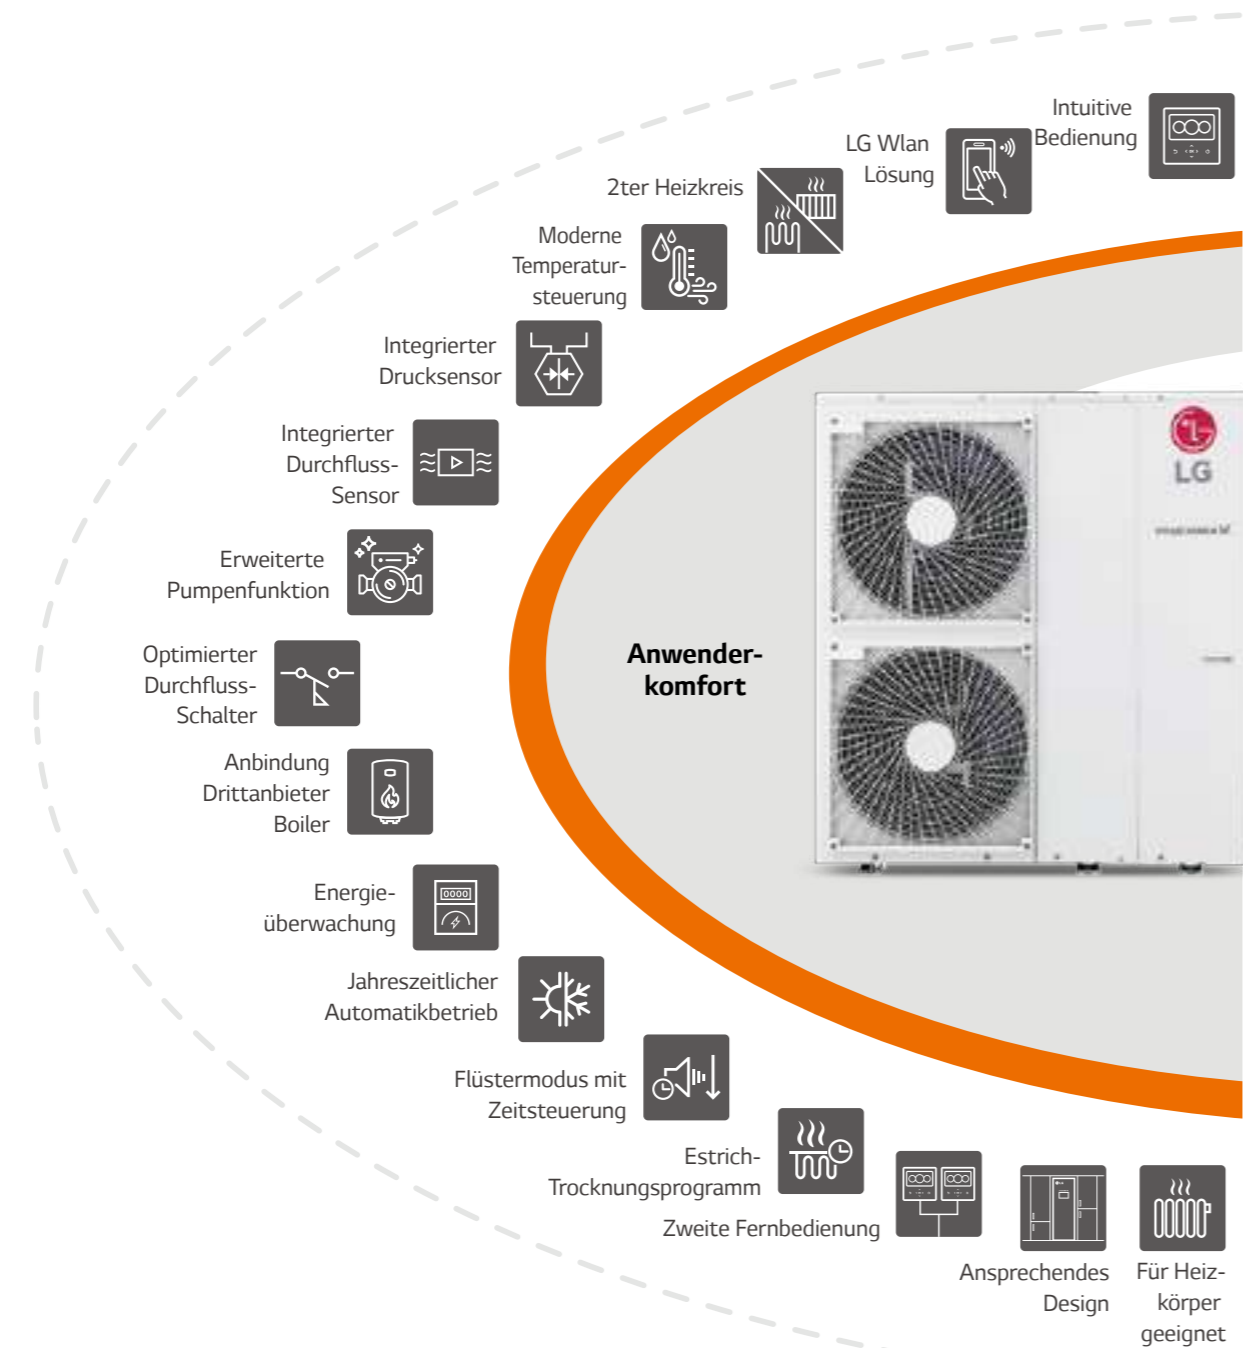 Intuitive
Bedienung
LG Wlan
Lösung
2ter Heizkreis
Moderne
Temperatur-
steuerung
Integrierter
Drucksensor
Integrierter
Durchfluss-
Sensor
Erweiterte
Pumpenfunktion
Optimierter
Durchfluss-
Schalter
Anbindung
Drittanbieter
Boiler
Energie-
überwachung
Jahreszeitlicher
Automatikbetrieb
Flüstermodus mit
Zeitsteuerung
Estrich-
Trocknungsprogramm
Zweite Fernbedienung
Ansprechendes
Design
Für Heiz-
körper
geeignet
Anwender-
komfort
LG
0000